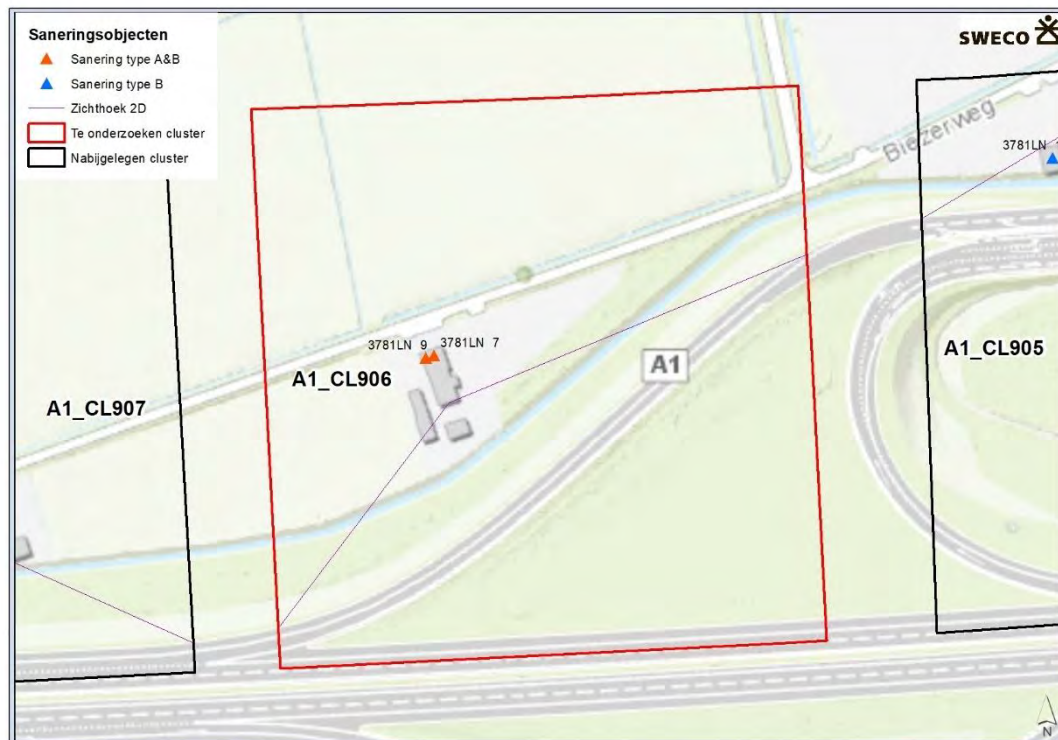 Saneringsobjecten
Sanering type A&B
Sanering type B
Zichthoek 2D
Te onderzoeken cluster
Nabijgelegen cluster
SWECO
Biezerweg
3781LN
3781LN 9
3781LN 7
A1_CL906
A1
A1_CL905
A1_CL907
N